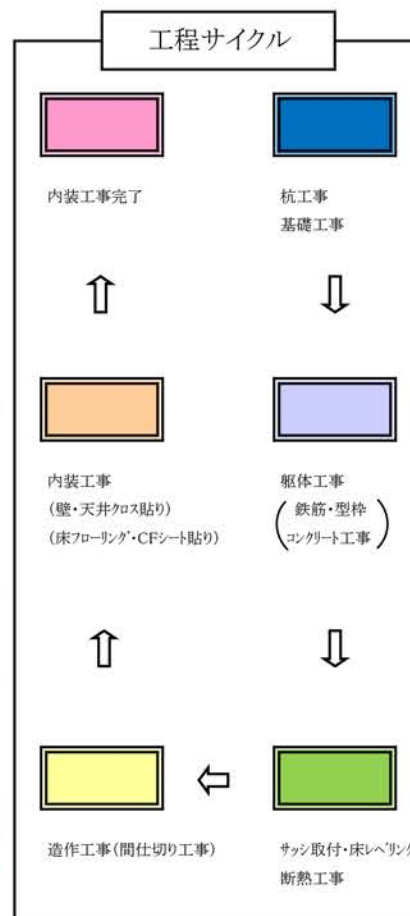 工程サイクル
内装工事完了
杭工事
基礎工事
内装工事
(壁・天井クロス貼り)
(床フローリング・CFシート貼り)
躯体工事
(鉄筋・型枠
コンクリート工事)
造作工事(間仕切り工事)
サッシ取付・床レベリング
断熱工事